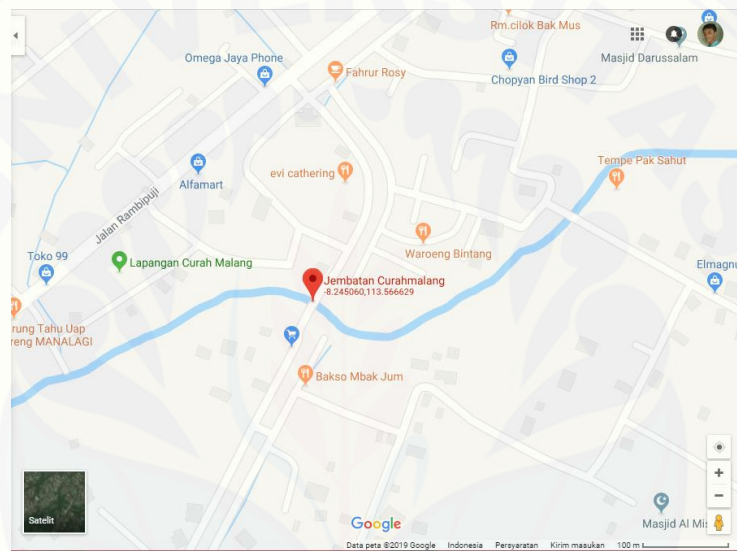 Rm.cilok Bak Mus
Omega Jaya Phone
Masjid Darussalam
Fahrur Rosy
Chopyan Bird Shop 2
evi cathering
Tempe Pak Sahut
Alfamart
Jalan Rambipuji
Waroeng Bintang
Toko 99
Lapangan Curah Malang
Elmagnu
Jembatan Curahmalang
-8.245060,113.566629
rung Tahu Uap
reng MANALAGI
Bakso Mbak Jum
Satelit
Google
Masjid Al Mis
Data peta ©2019 Google Indonesia Persyaratan Kirim masukan 100 m